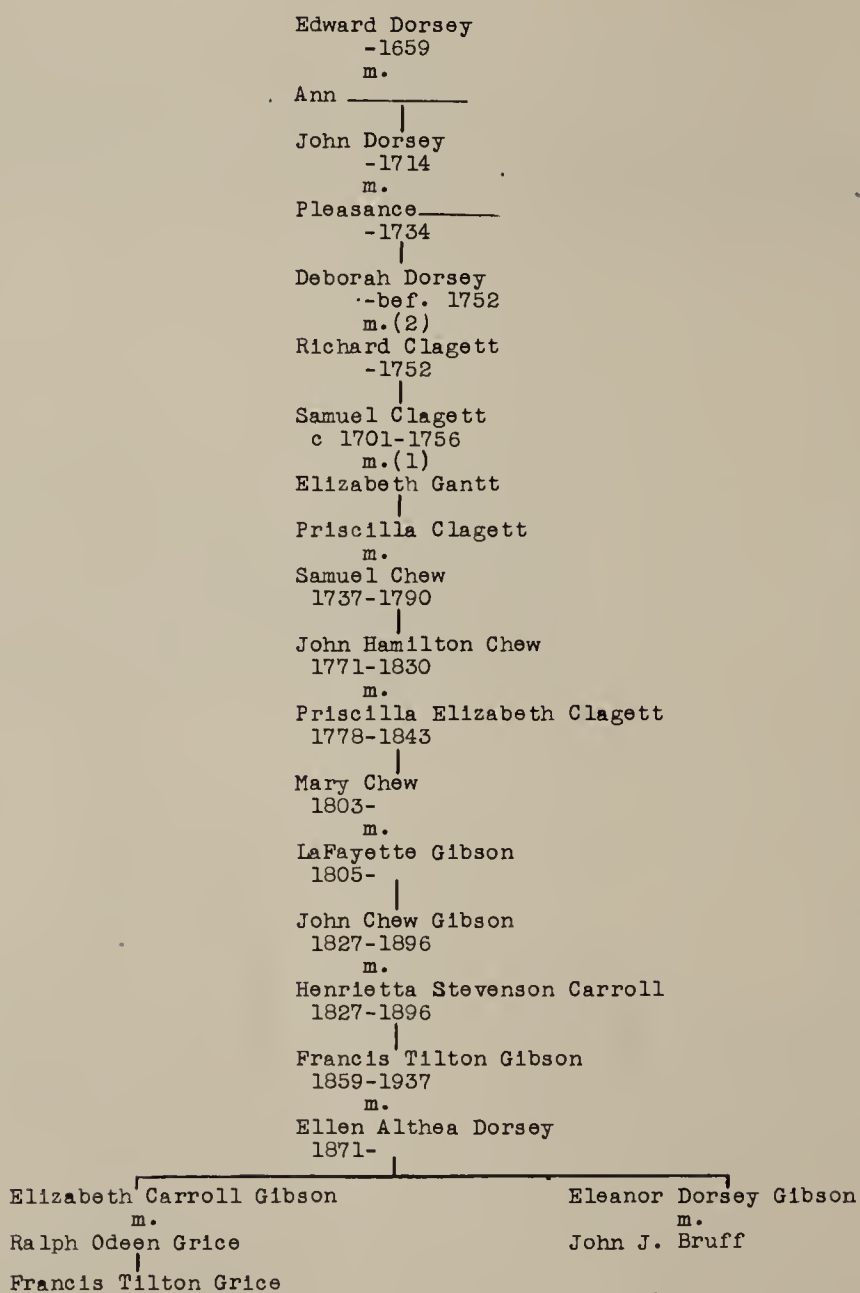 Edward Dorsey
-1659
m.
Ann ________
John Dorsey
-1714
m.
Pleasance______
-1734
Deborah Dorsey
-bef. 1752
m.(2)
Richard Clagett
-1752
Samuel Clagett
c 1701-1756
m.(1)
Elizabeth Gantt
Priscilla Clagett
m.
Samuel Chew
1737-1790
John Hamilton Chew
1771-1830
m.
Priscilla Elizabeth Clagett
1778-1843
Mary Chew
1803-
m.
LaFayette Gibson
1805-
John Chew Gibson
1827-1896
m.
Henrietta Stevenson Carroll
1827-1896
Francis Tilton Gibson
1859-1937
m.
Ellen Althea Dorsey
1871-
Elizabeth Carroll Gibson
m.
Ralph Odeen Grice
Francis Tilton Grice
Eleanor Dorsey Gibson
m.
John J. Bruff